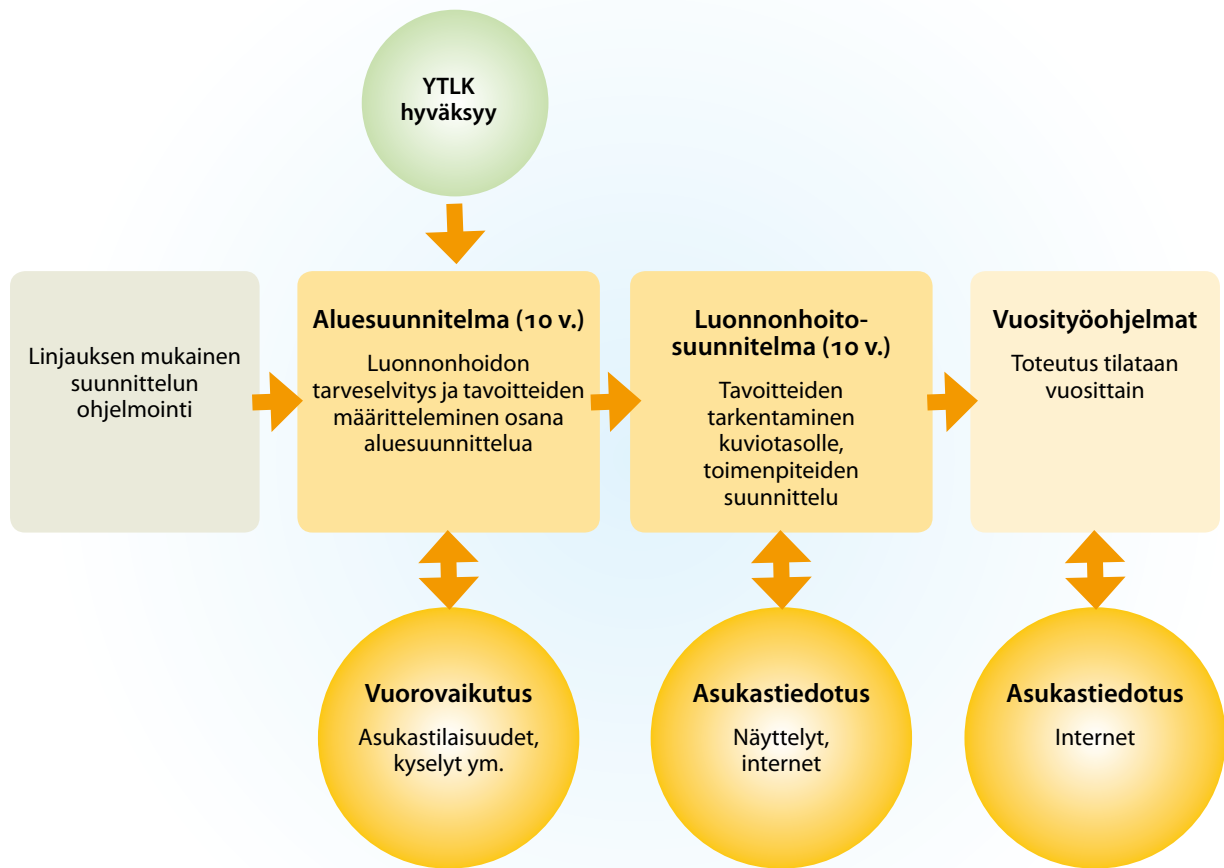 YTLK
hyväksyy
Linjauksen mukainen
suunnittelun
ohjelmointi
Aluesuunnitelma (10 v.)
Luonnonhoidon
tarveselvitys ja tavoitteiden
määritteleminen osana
aluesuunnittelua
Luonnonhoito-
suunnitelma (10 v.)
Tavoitteiden
tarkentaminen
kuviotasolle,
toimenpiteiden
suunnittelu
Vuosityöohjelmat
Toteutus tilataan
vuosittain
Vuorovaikutus
Asukastilaisuudet,
kyselyt ym.
Asukastiedotus
Näyttelyt,
internet
Asukastiedotus
Internet